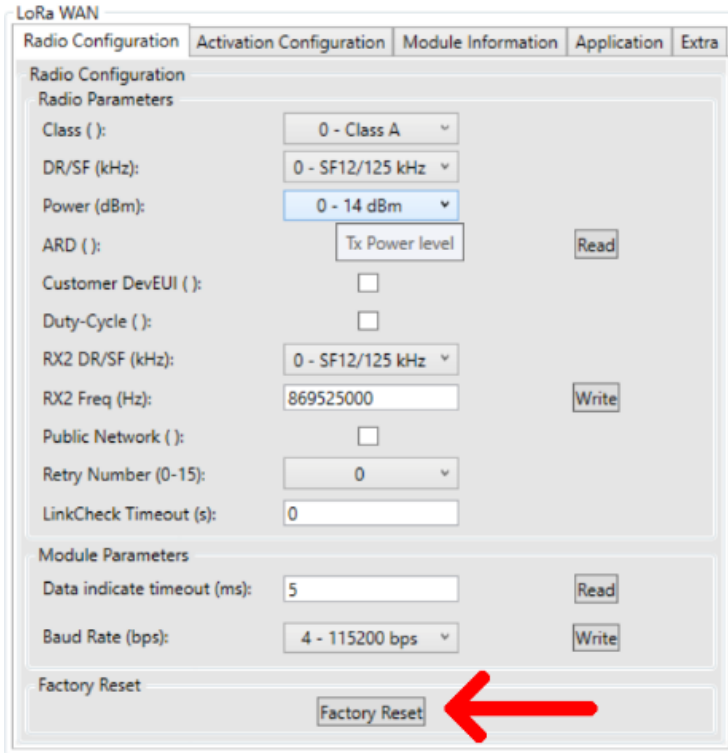 LoRa WAN
Radio Configuration Activation Configuration Module Information Application Extra
Radio Configuration
Radio Parameters
Class ( ): 0 - Class A
DR/SF (kHz): 0 - SF12/125 kHz
Power (dBm): 0 - 14 dBm
ARD ( ): Tx Power level Read
Customer DevEUI ( ):
Duty-Cycle ( ):
RX2 DR/SF (kHz): 0 - SF12/125 kHz
RX2 Freq (Hz): 869525000 Write
Public Network ( ):
Retry Number (0-15): 0
LinkCheck Timeout (s): 0
Module Parameters
Data indicate timeout (ms): 5 Read
Baud Rate (bps): 4 - 115200 bps Write
Factory Reset
Factory Reset